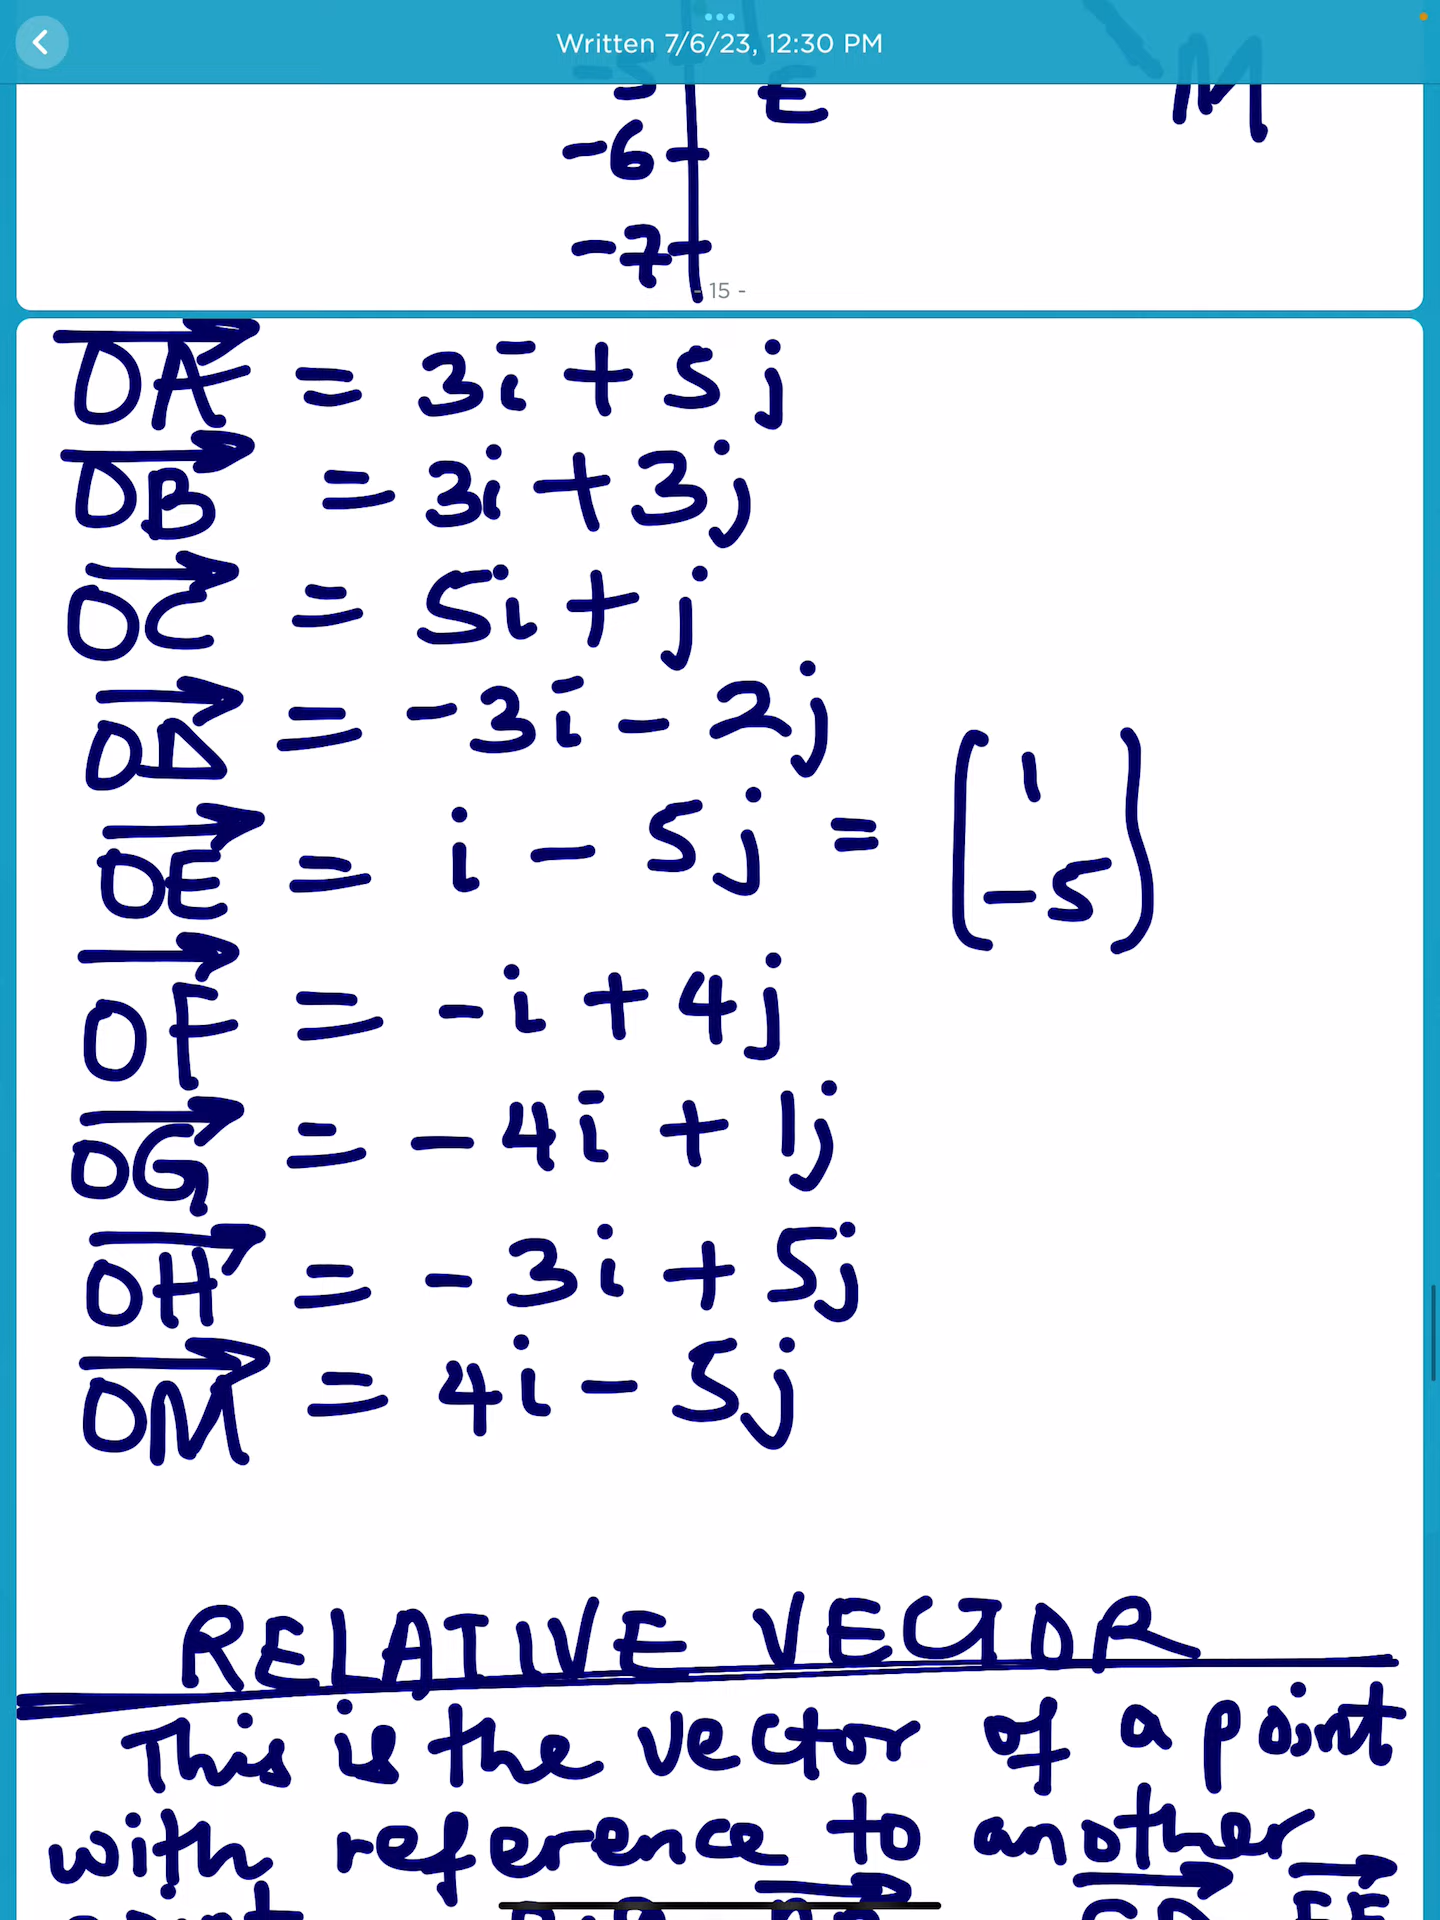 Written 7/6/23, 12:30 PM
-5 E M
-6
-7
- 15 -
OA = 3i + 5j
OB = 3i + 3j
OC = 5i + j
OD = -3i - 2j
OE = i - 5j = ( 1
-5 )
OF = -i + 4j
OG = -4i + 1j
OH = -3i + 5j
OM = 4i - 5j
RELATIVE VECTOR
This is the vector of a point
with reference to another